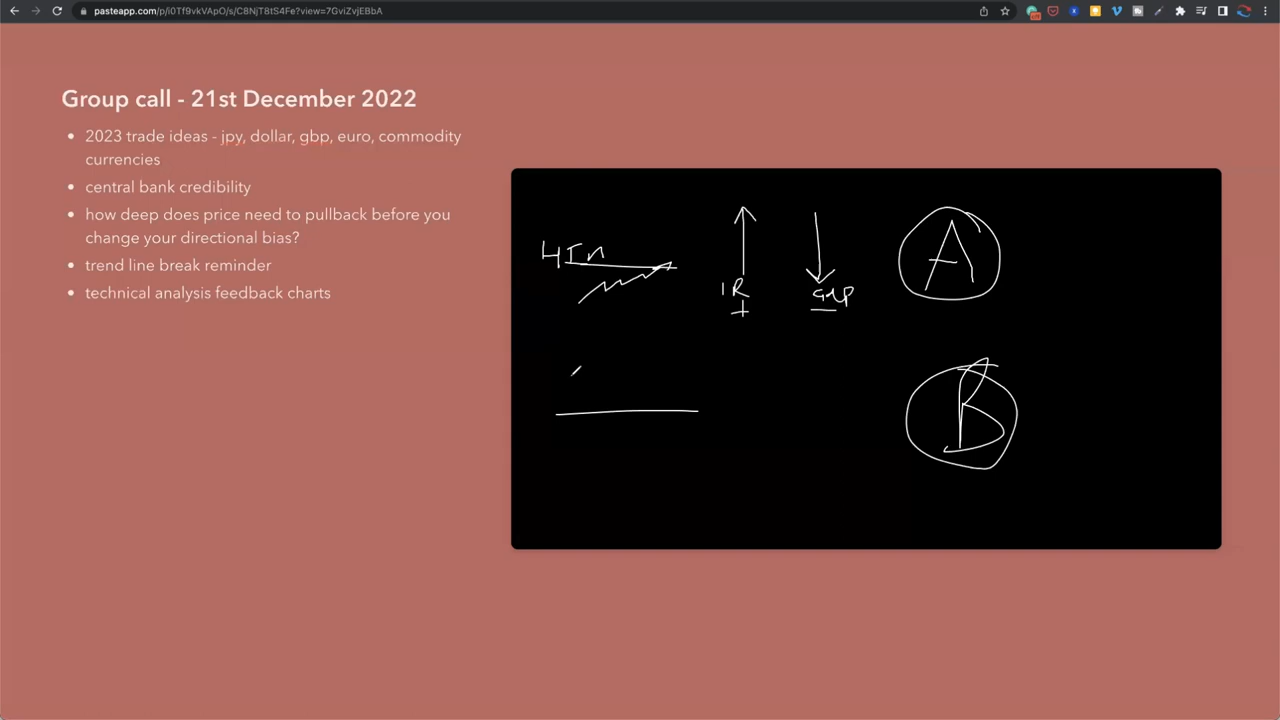 pasteapp.com/p/i0Tf9vkVApO/s/C8NjT8tS4Fe?view=7GviZvjEBbA
Group call - 21st December 2022
2023 trade ideas - jpy, dollar, gbp, euro, commodity
currencies
central bank credibility
how deep does price need to pullback before you
change your directional bias?
trend line break reminder
technical analysis feedback charts
A
IR
+
GDP
B